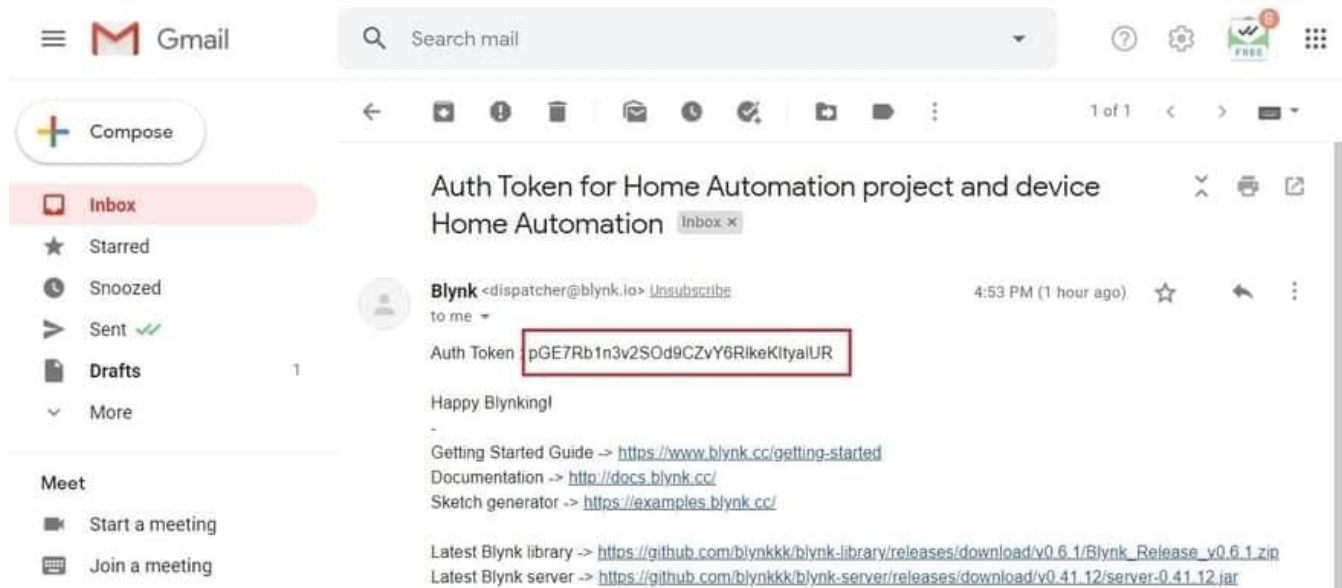 Gmail
Search mail
8
FREE
Compose
1 of 1
Inbox
Starred
Snoozed
Sent
Drafts 1
More
Meet
Start a meeting
Join a meeting
Auth Token for Home Automation project and device
Home Automation Inbox ×
Blynk <dispatcher@blynk.io> Unsubscribe 4:53 PM (1 hour ago)
to me
Auth Token : pGE7Rb1n3v2SOd9CZvY6RlkeKltyalUR
Happy Blynking!
-
Getting Started Guide -> https://www.blynk.cc/getting-started
Documentation -> http://docs.blynk.cc/
Sketch generator -> https://examples.blynk.cc/
Latest Blynk library -> https://github.com/blynkkk/blynk-library/releases/download/v0.6.1/Blynk_Release_v0.6.1.zip
Latest Blynk server -> https://github.com/blynkkk/blynk-server/releases/download/v0.41.12/server-0.41.12.jar